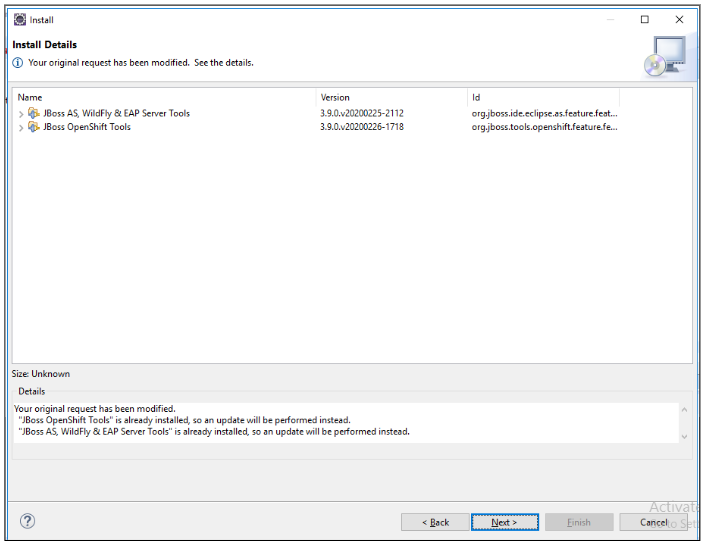 Install
Install Details
Your original request has been modified. See the details.
Name Version Id
JBoss AS, WildFly & EAP Server Tools 3.9.0.v20200225-2112 org.jboss.ide.eclipse.as.feature.feat...
JBoss OpenShift Tools 3.9.0.v20200226-1718 org.jboss.tools.openshift.feature.fe...
Size: Unknown
Details
Your original request has been modified.
"JBoss OpenShift Tools" is already installed, so an update will be performed instead.
"JBoss AS, WildFly & EAP Server Tools" is already installed, so an update will be performed instead.
Activate
< Back Next > Finish Cancel